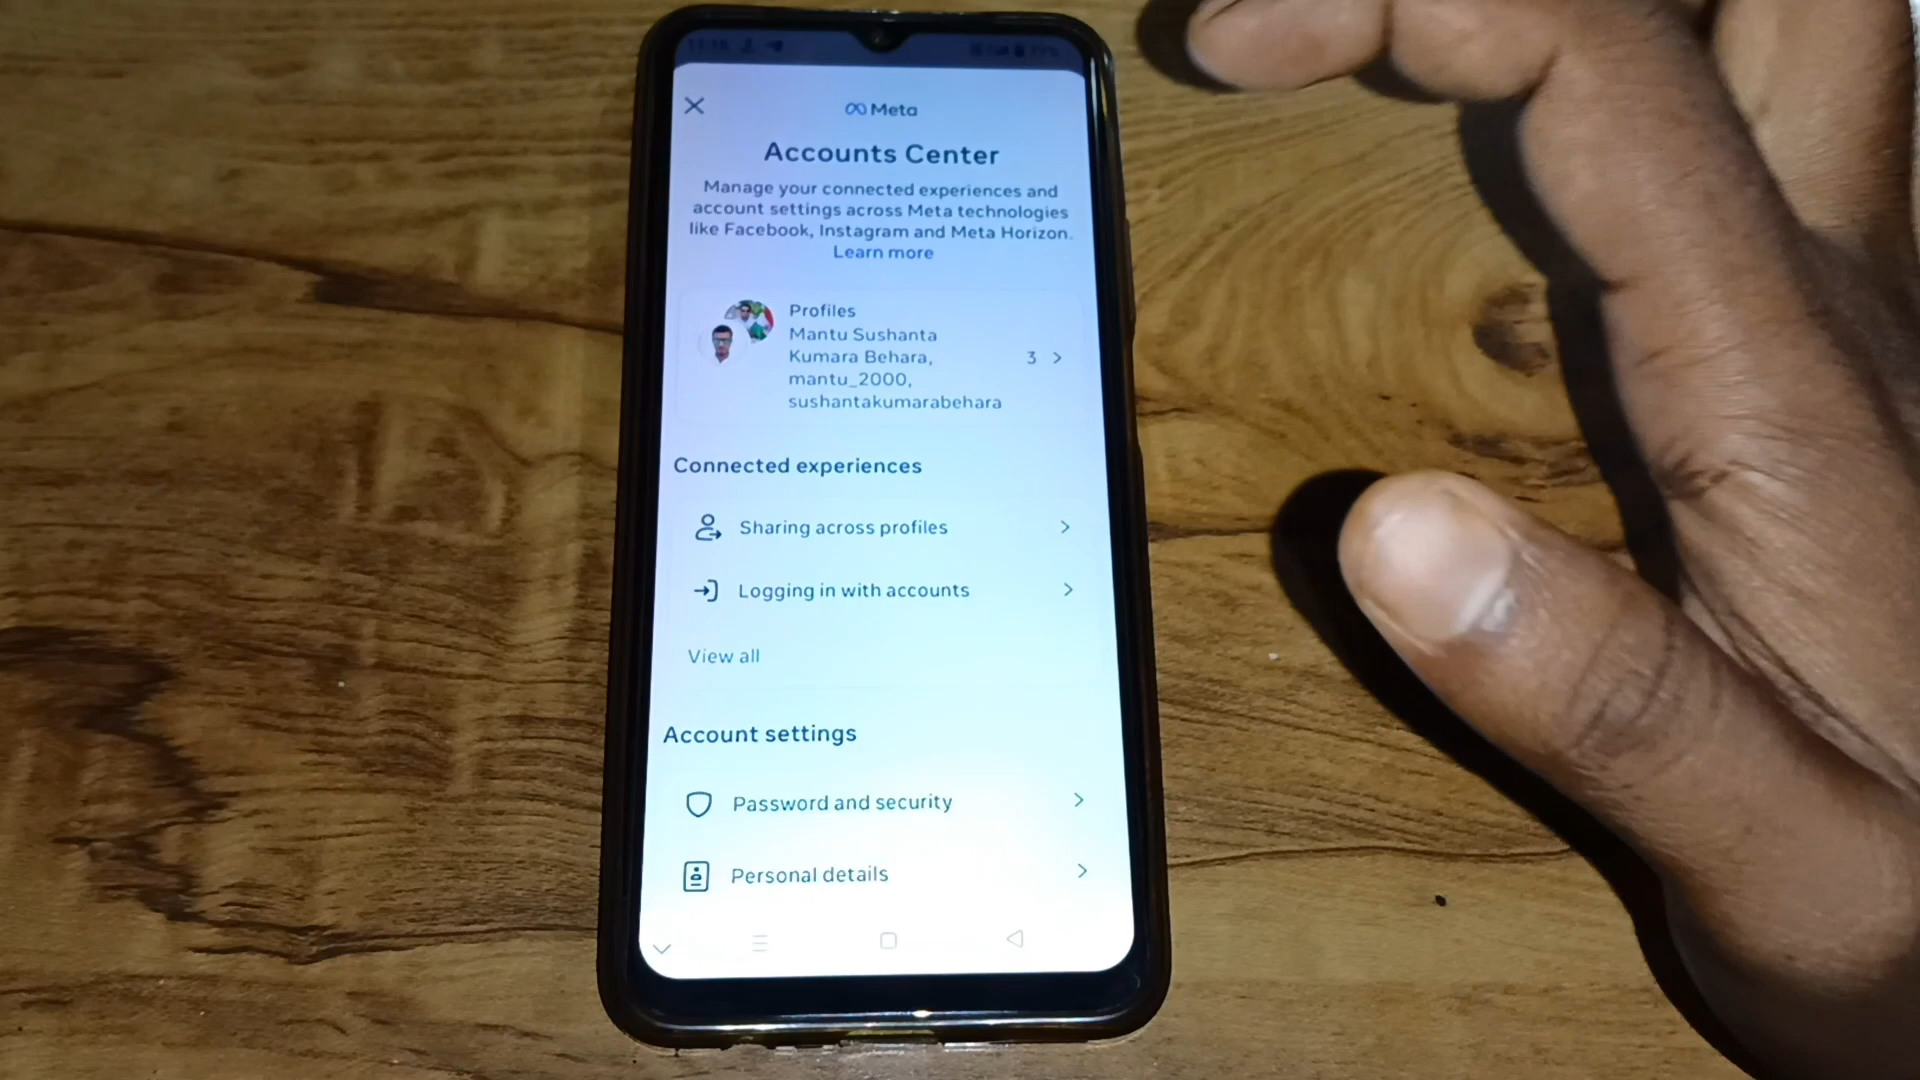 Meta
Accounts Center
Manage your connected experiences and
account settings across Meta technologies
like Facebook, Instagram and Meta Horizon.
Learn more
Profiles
Mantu Sushanta
Kumara Behara,
mantu_2000,
sushantakumarabehara
3
Connected experiences
Sharing across profiles
Logging in with accounts
View all
Account settings
Password and security
Personal details